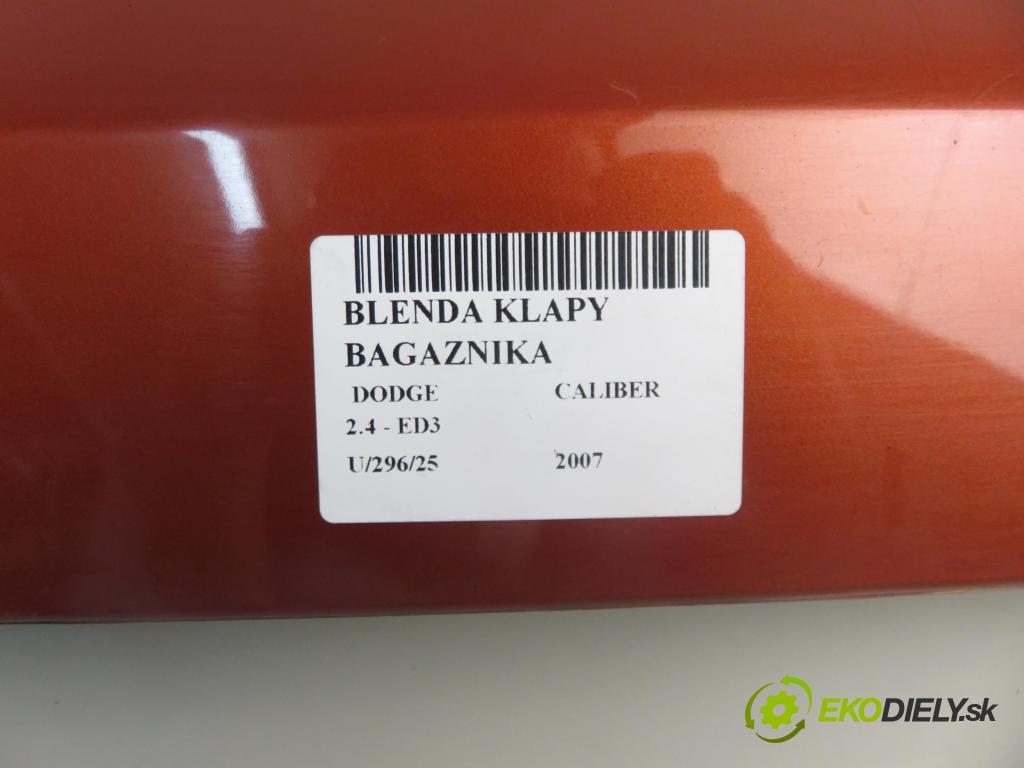 BLENDA KLAPY
BAGAZNIKA
DODGE CALIBER
2.4 - ED3
U/296/25 2007
EKODIELY.sk